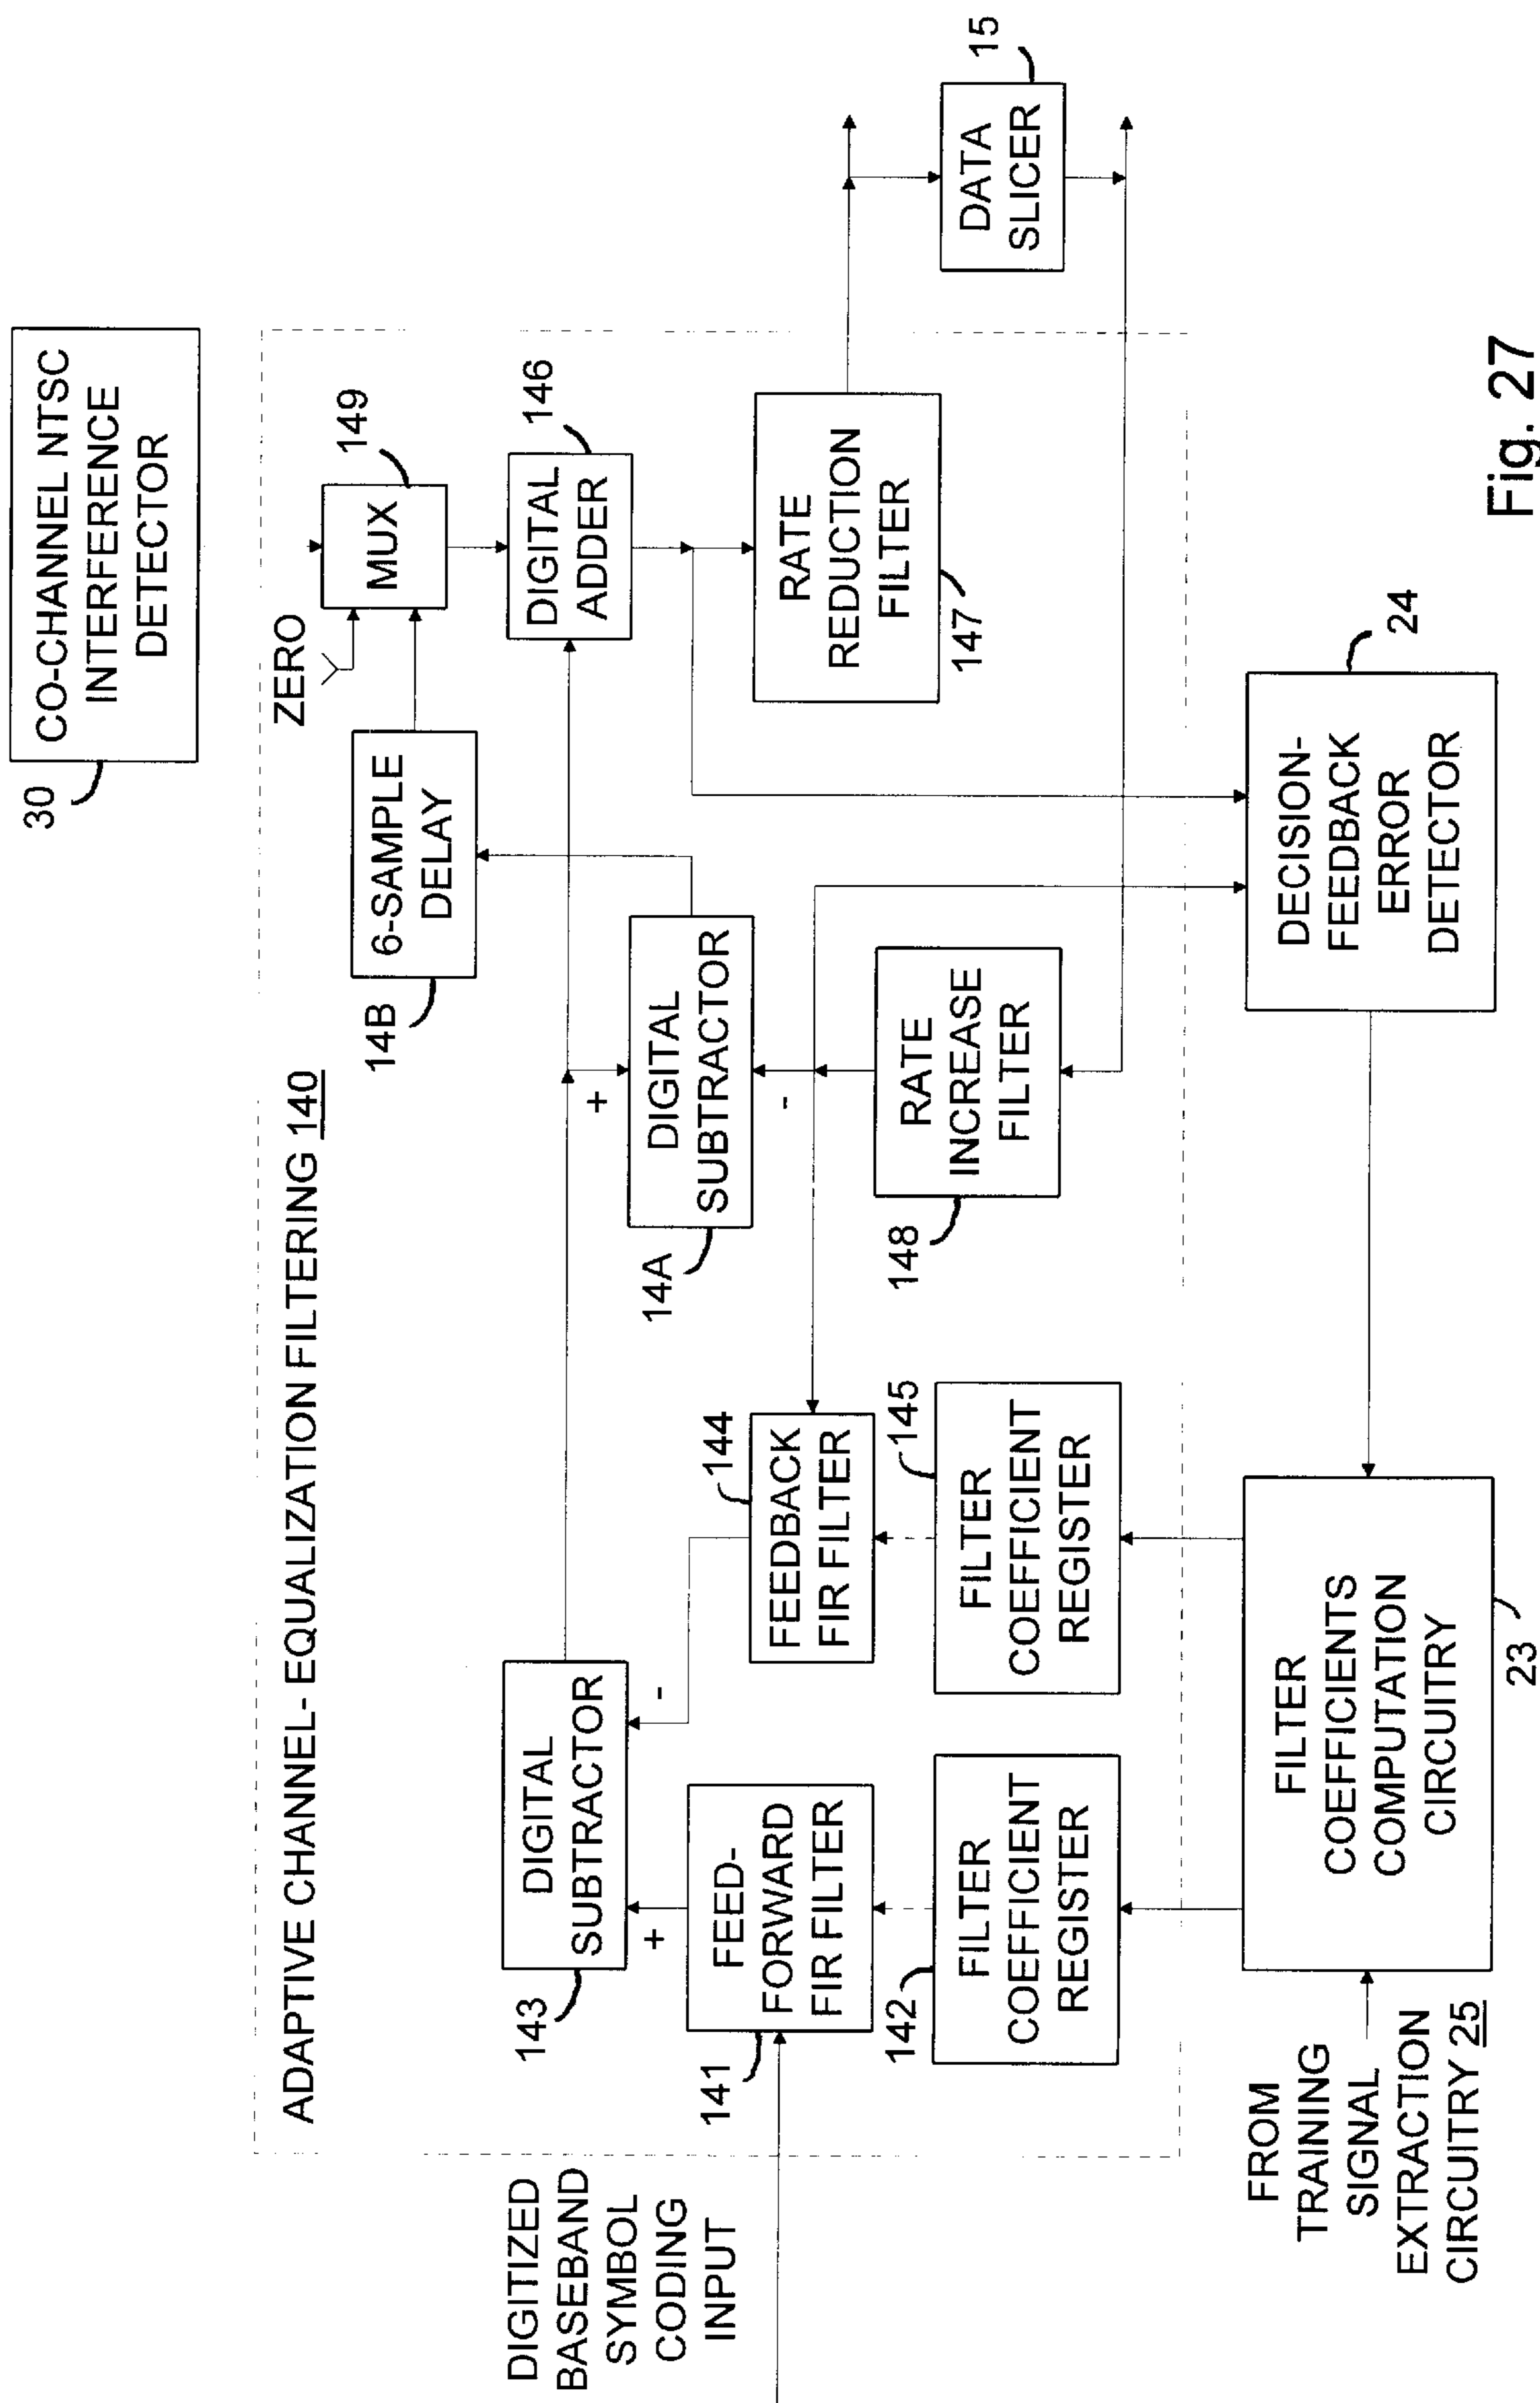 30
CO-CHANNEL NTSC
INTERFERENCE
DETECTOR
ADAPTIVE CHANNEL-EQUALIZATION FILTERING 140
ZERO
MUX
149
6-SAMPLE
DELAY
14B
DIGITAL
ADDER
146
DIGITAL
SUBTRACTOR
143
+
-
DIGITAL
SUBTRACTOR
14A
+
-
FEED-
FORWARD
FIR FILTER
141
FEEDBACK
FIR FILTER
144
RATE
REDUCTION
FILTER
147
RATE
INCREASE
FILTER
148
DATA
SLICER
15
FILTER
COEFFICIENT
REGISTER
142
FILTER
COEFFICIENT
REGISTER
145
DIGITIZED
BASEBAND
SYMBOL
CODING
INPUT
FROM
TRAINING
SIGNAL
EXTRACTION
CIRCUITRY 25
FILTER
COEFFICIENTS
COMPUTATION
CIRCUITRY
23
DECISION-
FEEDBACK
ERROR
DETECTOR
24
Fig. 27